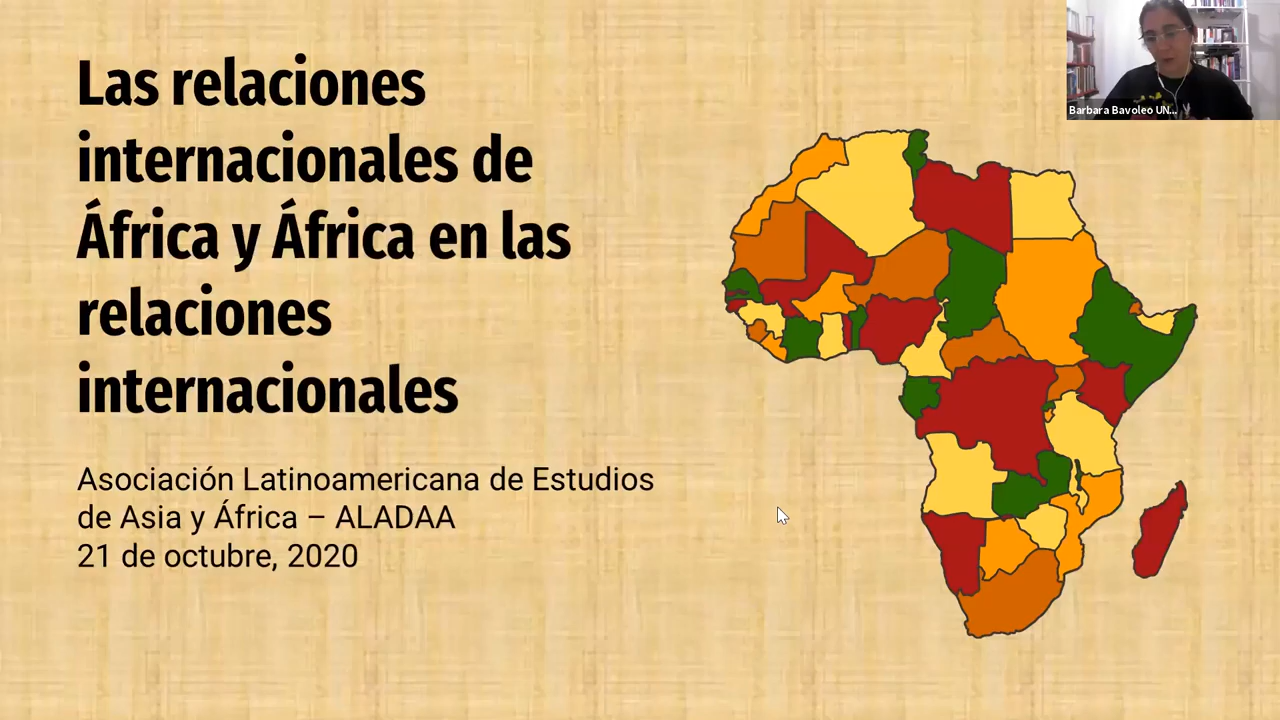 Las relaciones
internacionales de
África y África en las
relaciones
internacionales
Asociación Latinoamericana de Estudios
de Asia y África – ALADAA
21 de octubre, 2020
Barbara Bavoleo UN...